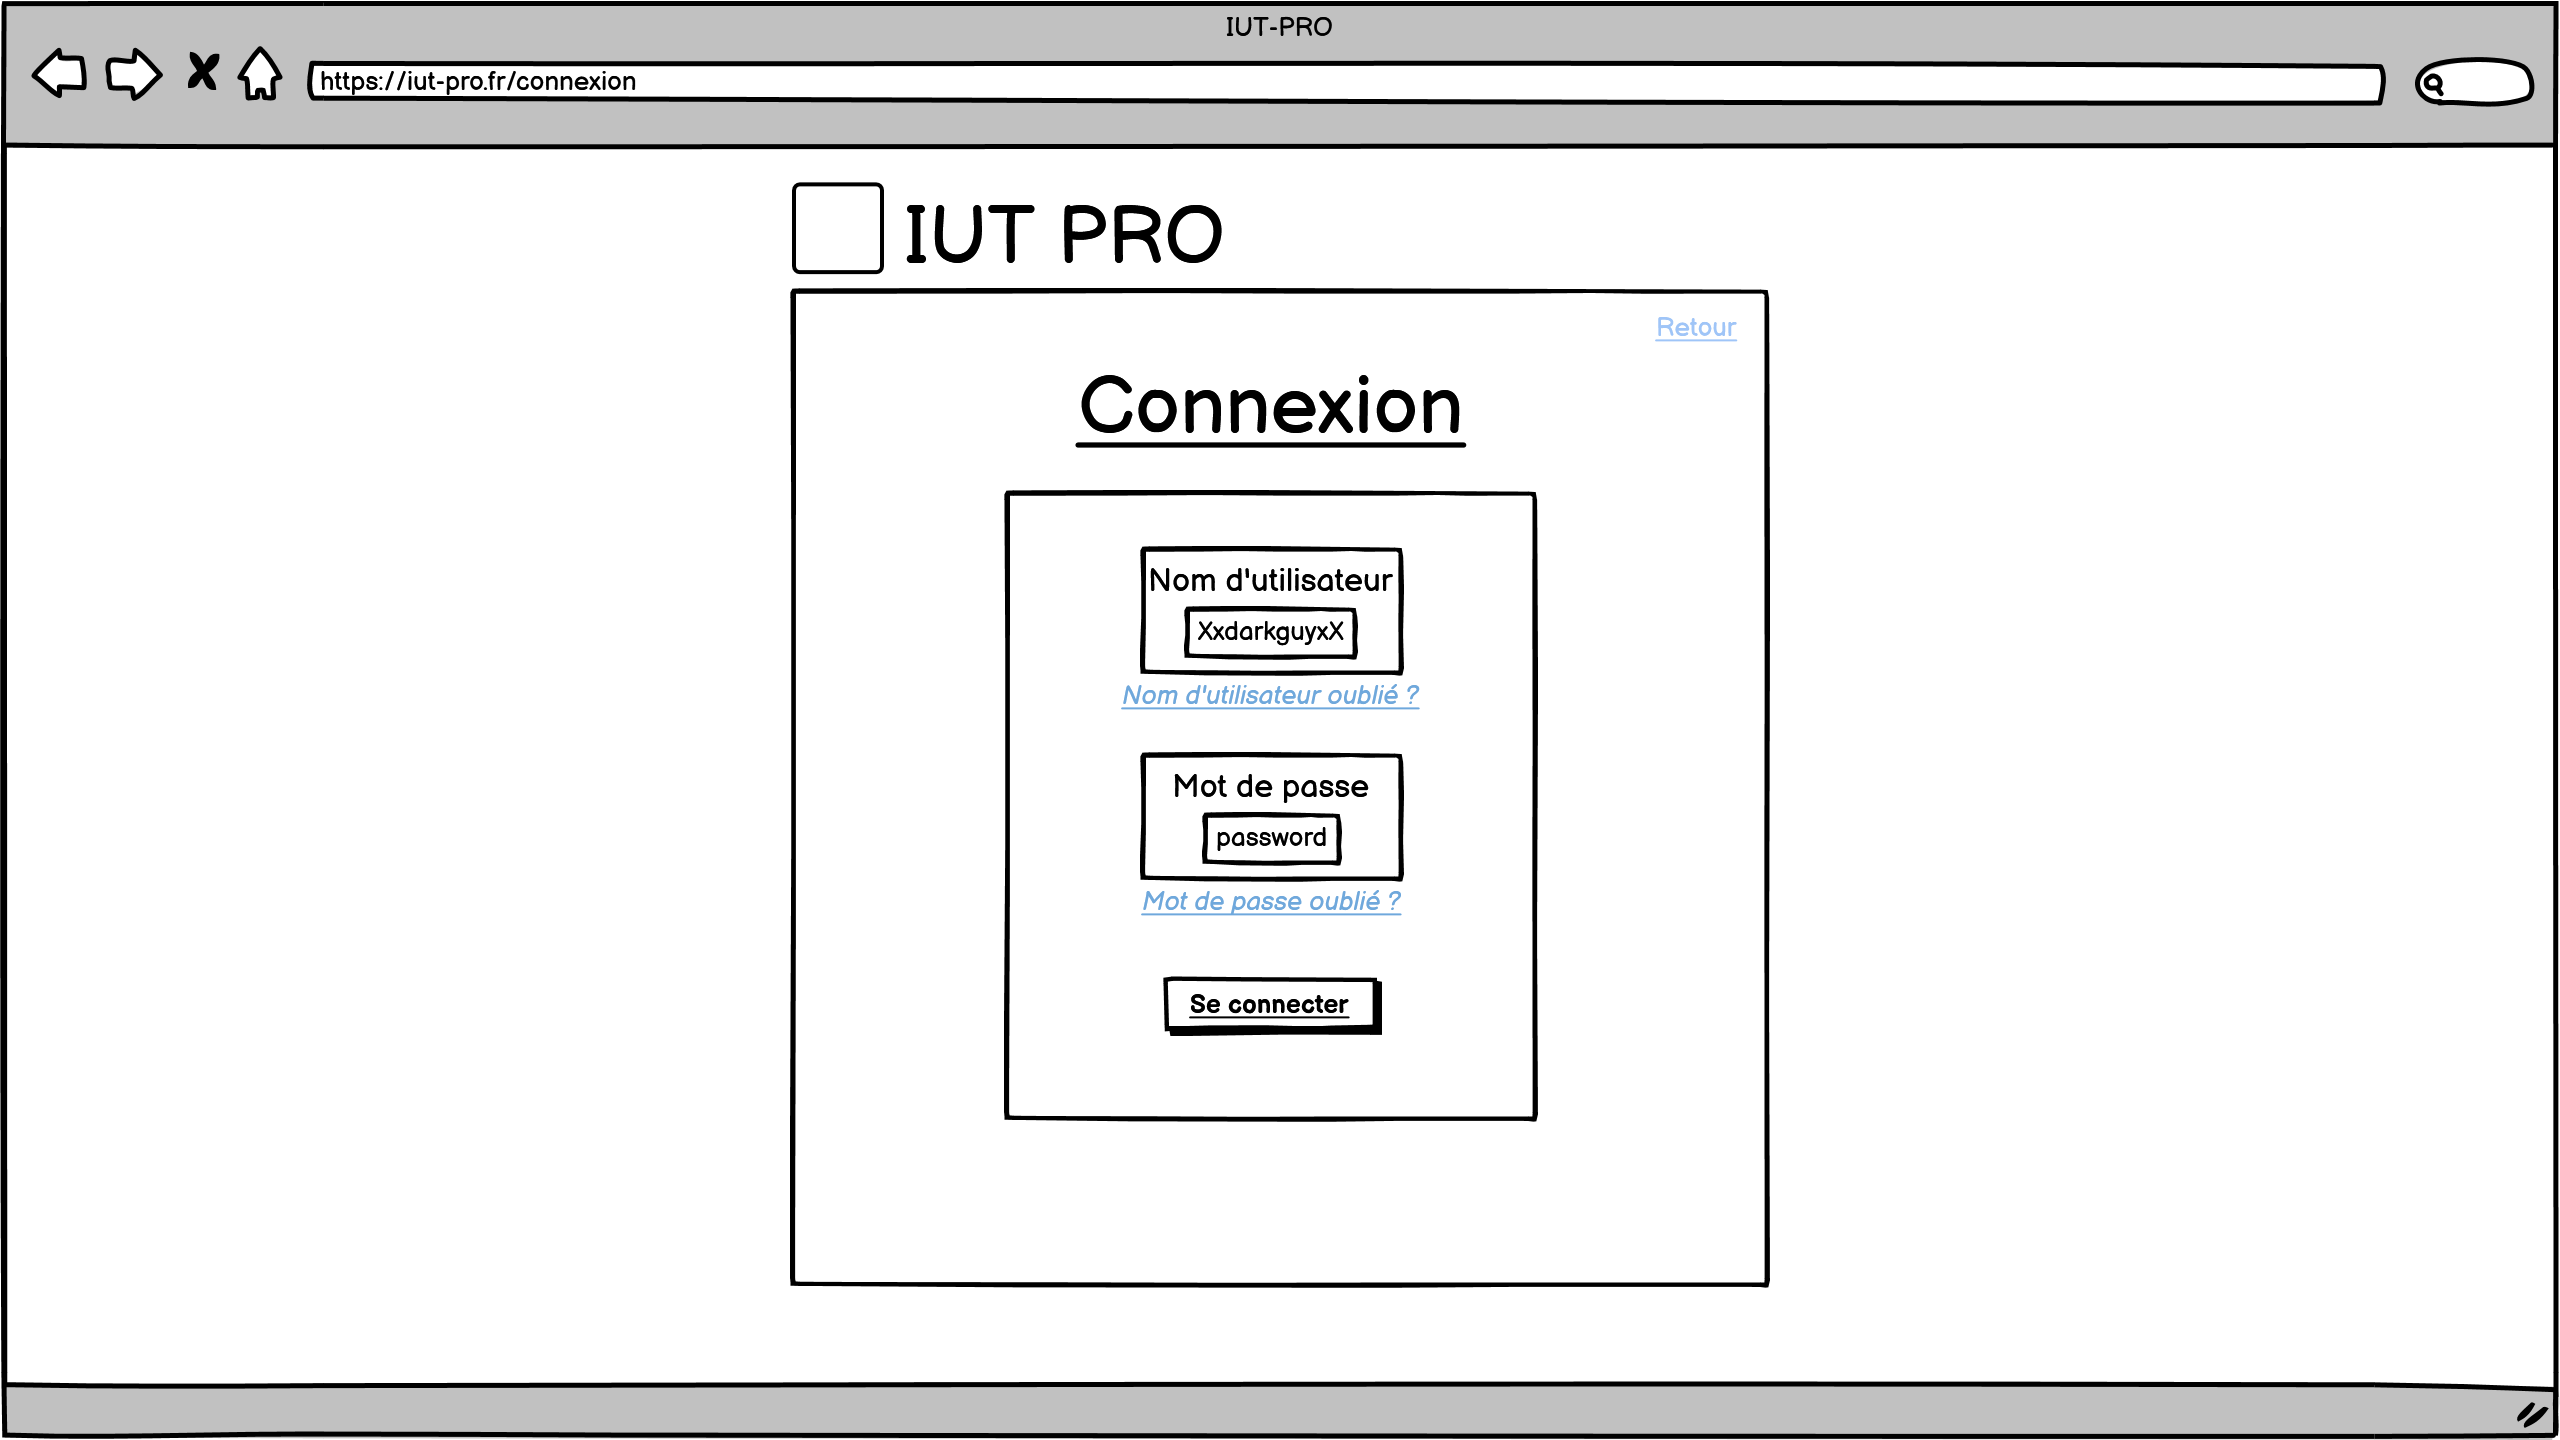 IUT-PRO
https://iut-pro.fr/connexion
IUT PRO
Retour
Connexion
Nom d'utilisateur
XxdarkguyxX
Nom d'utilisateur oublié ?
Mot de passe
password
Mot de passe oublié ?
Se connecter